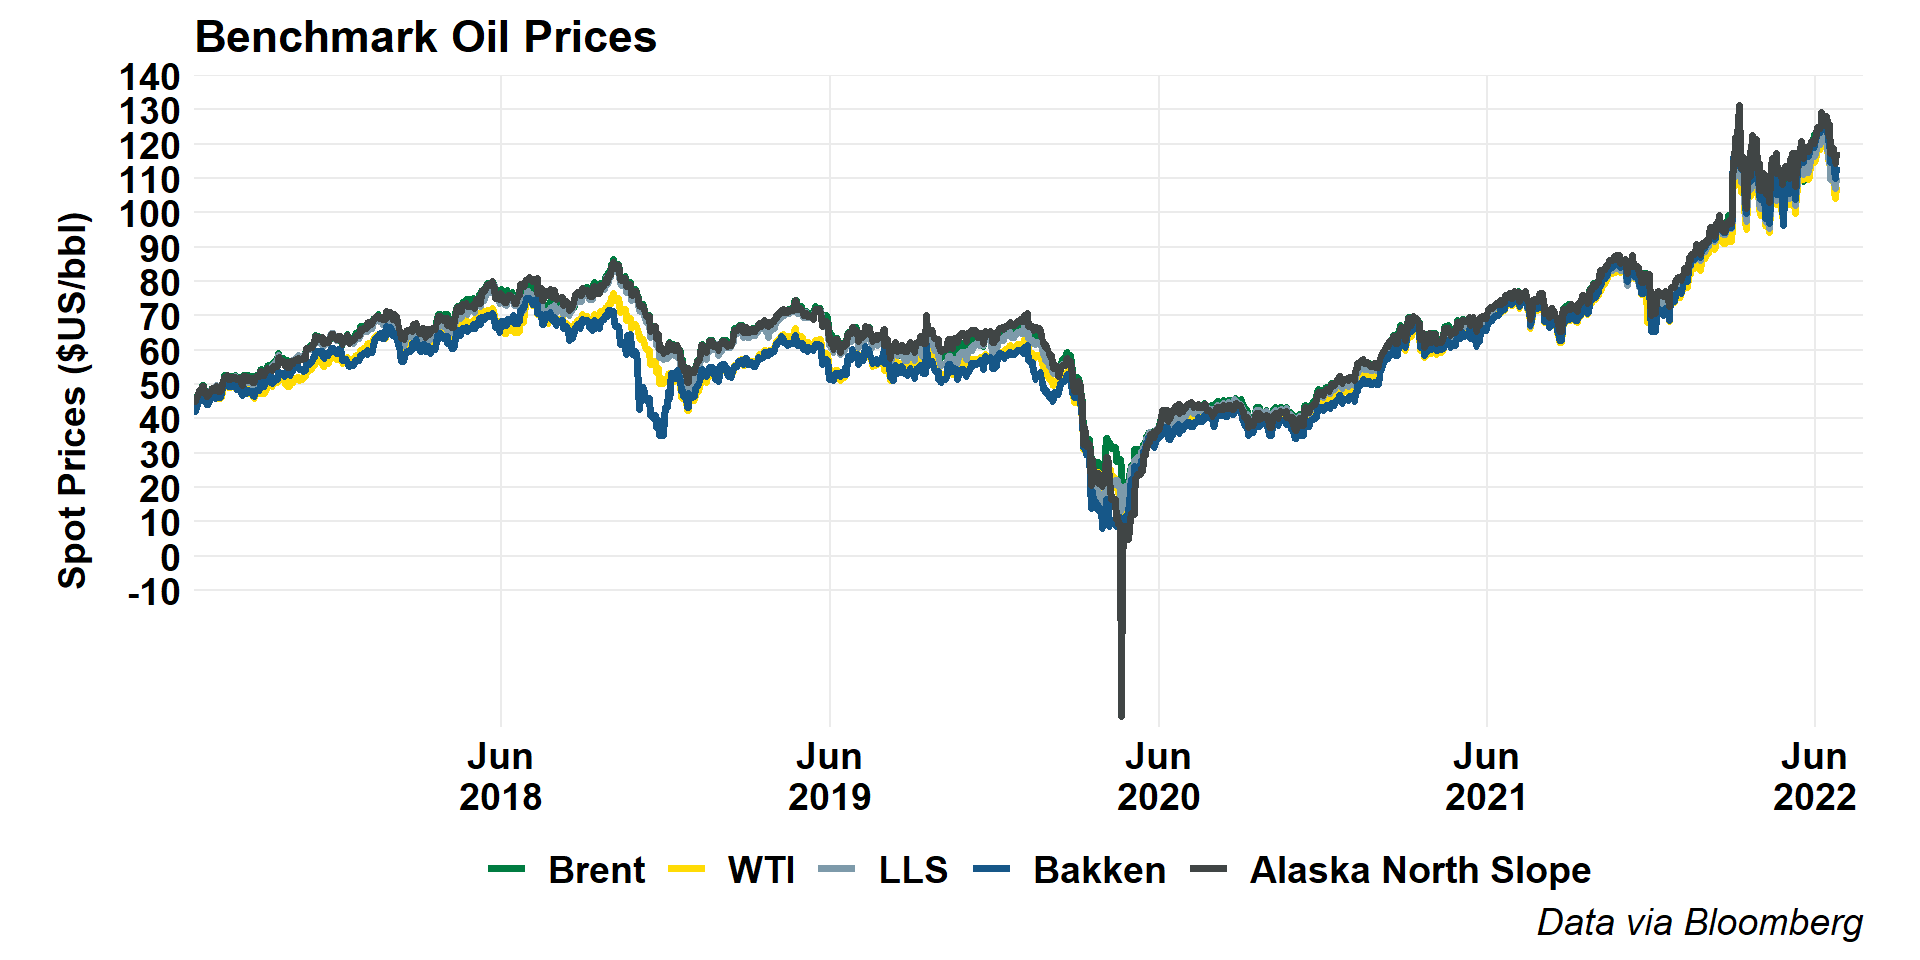 Benchmark Oil Prices
140
130
120
110
100
90
80
70
60
50
40
30
20
10
0
-10
Spot Prices ($US/bbl)
Jun
2018
Jun
2019
Jun
2020
Jun
2021
Jun
2022
Brent WTI LLS Bakken Alaska North Slope
Data via Bloomberg